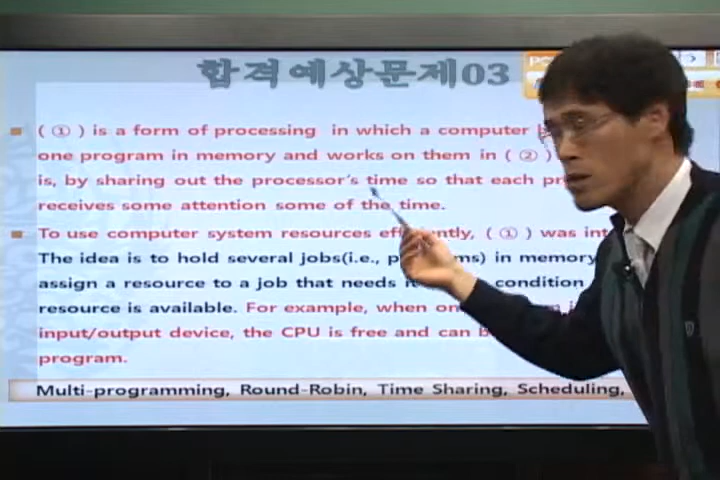 합격예상문제03
( ① ) is a form of processing in which a computer
one program in memory and works on them in ( ② )
is, by sharing out the processor's time so that each
receives some attention some of the time.
To use computer system resources efficiently, ( ① ) was
The idea is to hold several jobs(i.e., in memory
assign a resource to a job that needs condition
resource is available. For example, when
input/output device, the CPU is free and can
program.
Multi-programming, Round-Robin, Time Sharing, Scheduling,